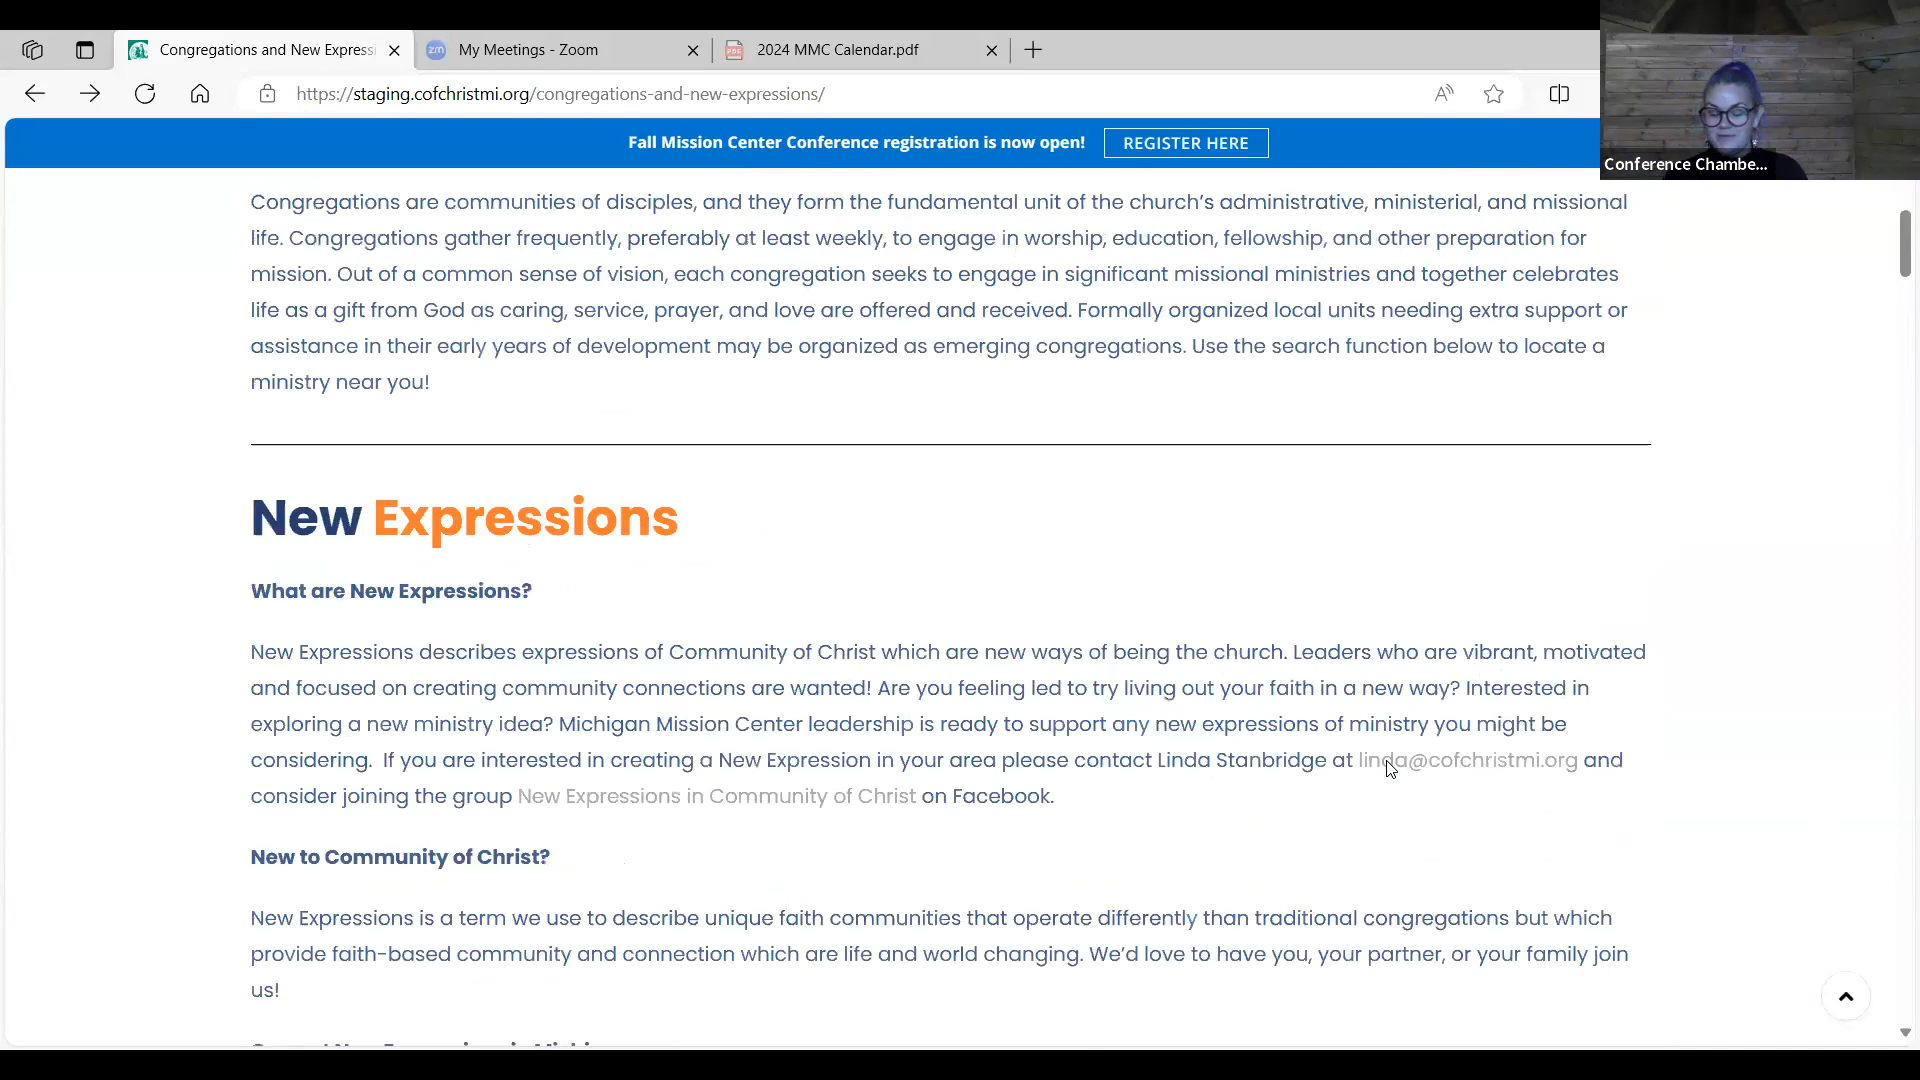 Congregations and New Expressi
My Meetings - Zoom
2024 MMC Calendar.pdf
https://staging.cofchristmi.org/congregations-and-new-expressions/
Fall Mission Center Conference registration is now open!
REGISTER HERE
Conference Chambe...
Congregations are communities of disciples, and they form the fundamental unit of the church’s administrative, ministerial, and missional
life. Congregations gather frequently, preferably at least weekly, to engage in worship, education, fellowship, and other preparation for
mission. Out of a common sense of vision, each congregation seeks to engage in significant missional ministries and together celebrates
life as a gift from God as caring, service, prayer, and love are offered and received. Formally organized local units needing extra support or
assistance in their early years of development may be organized as emerging congregations. Use the search function below to locate a
ministry near you!
New Expressions
What are New Expressions?
New Expressions describes expressions of Community of Christ which are new ways of being the church. Leaders who are vibrant, motivated
and focused on creating community connections are wanted! Are you feeling led to try living out your faith in a new way? Interested in
exploring a new ministry idea? Michigan Mission Center leadership is ready to support any new expressions of ministry you might be
considering.  If you are interested in creating a New Expression in your area please contact Linda Stanbridge at linda@cofchristmi.org and
consider joining the group New Expressions in Community of Christ on Facebook.
New to Community of Christ?
New Expressions is a term we use to describe unique faith communities that operate differently than traditional congregations but which
provide faith-based community and connection which are life and world changing. We’d love to have you, your partner, or your family join
us!